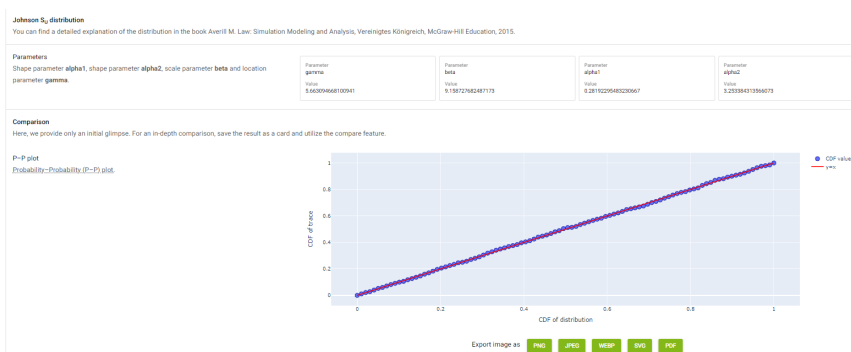 Johnson SU distribution
You can find a detailed explanation of the distribution in the book Averill M. Law: Simulation Modeling and Analysis, Vereinigtes Königreich, McGraw-Hill Education, 2015.
Parameters
Shape parameter alpha1, shape parameter alpha2, scale parameter beta and location
parameter gamma.
Parameter
gamma
Value
5.663094668100941
Parameter
beta
Value
9.158727682487173
Parameter
alpha1
Value
0.28192295483230667
Parameter
alpha2
Value
3.253384313566073
Comparison
Here, we provide only an initial glimpse. For an in-depth comparison, save the result as a card and utilize the compare feature.
P–P plot
Probability–Probability (P–P) plot.
CDF of trace
1
0.8
0.6
0.4
0.2
0
0
0.2
0.4
0.6
0.8
1
CDF of distribution
CDF value
y=x
Export image as
PNG
JPEG
WEBP
SVG
PDF